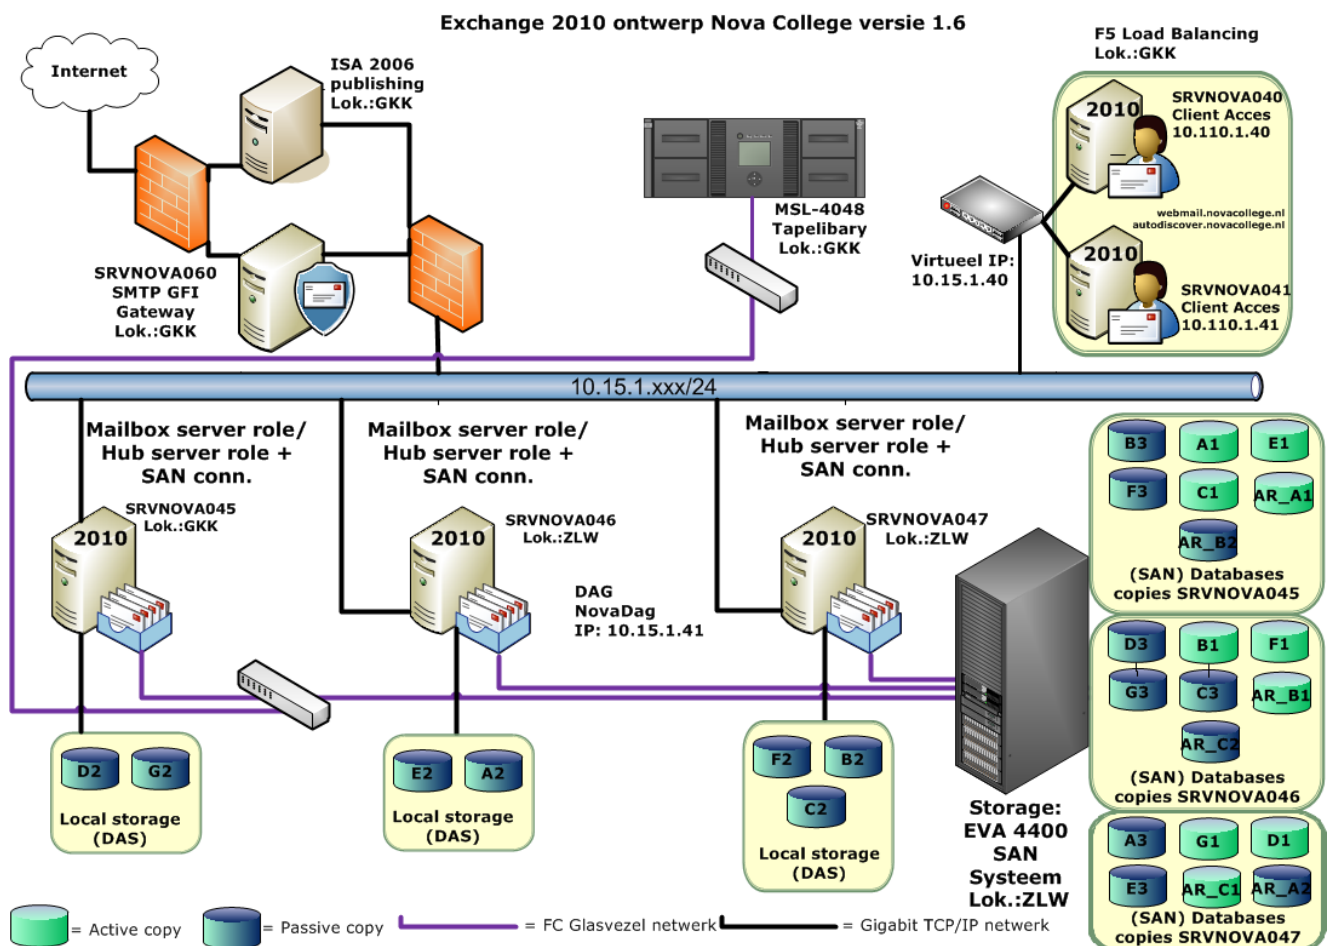 Exchange 2010 ontwerp Nova College versie 1.6
Internet
ISA 2006
publishing
Lok.:GKK
SRVNOVA060
SMTP GFI
Gateway
Lok.:GKK
MSL-4048
Tapelibary
Lok.:GKK
F5 Load Balancing
Lok.:GKK
2010
SRVNOVA040
Client Acces
10.110.1.40
webmail.novacollege.nl
autodiscover.novacollege.nl
Virtueel IP:
10.15.1.40
2010
SRVNOVA041
Client Acces
10.110.1.41
10.15.1.xxx/24
Mailbox server role/
Hub server role +
SAN conn.
SRVNOVA045
Lok.:GKK
2010
Mailbox server role/
Hub server role +
SAN conn.
SRVNOVA046
Lok.:ZLW
2010
DAG
NovaDag
IP: 10.15.1.41
Mailbox server role/
Hub server role +
SAN conn.
SRVNOVA047
Lok.:ZLW
2010
D2 G2
Local storage
(DAS)
E2 A2
Local storage
(DAS)
F2 B2
C2
Local storage
(DAS)
Storage:
EVA 4400
SAN
Systeem
Lok.:ZLW
B3 A1 E1
F3 C1 AR_A1
AR_B2
(SAN) Databases
copies SRVNOVA045
D3 B1 F1
G3 C3 AR_B1
AR_C2
(SAN) Databases
copies SRVNOVA046
A3 G1 D1
E3 AR_C1 AR_A2
(SAN) Databases
copies SRVNOVA047
= Active copy
= Passive copy
= FC Glasvezel netwerk
= Gigabit TCP/IP netwerk